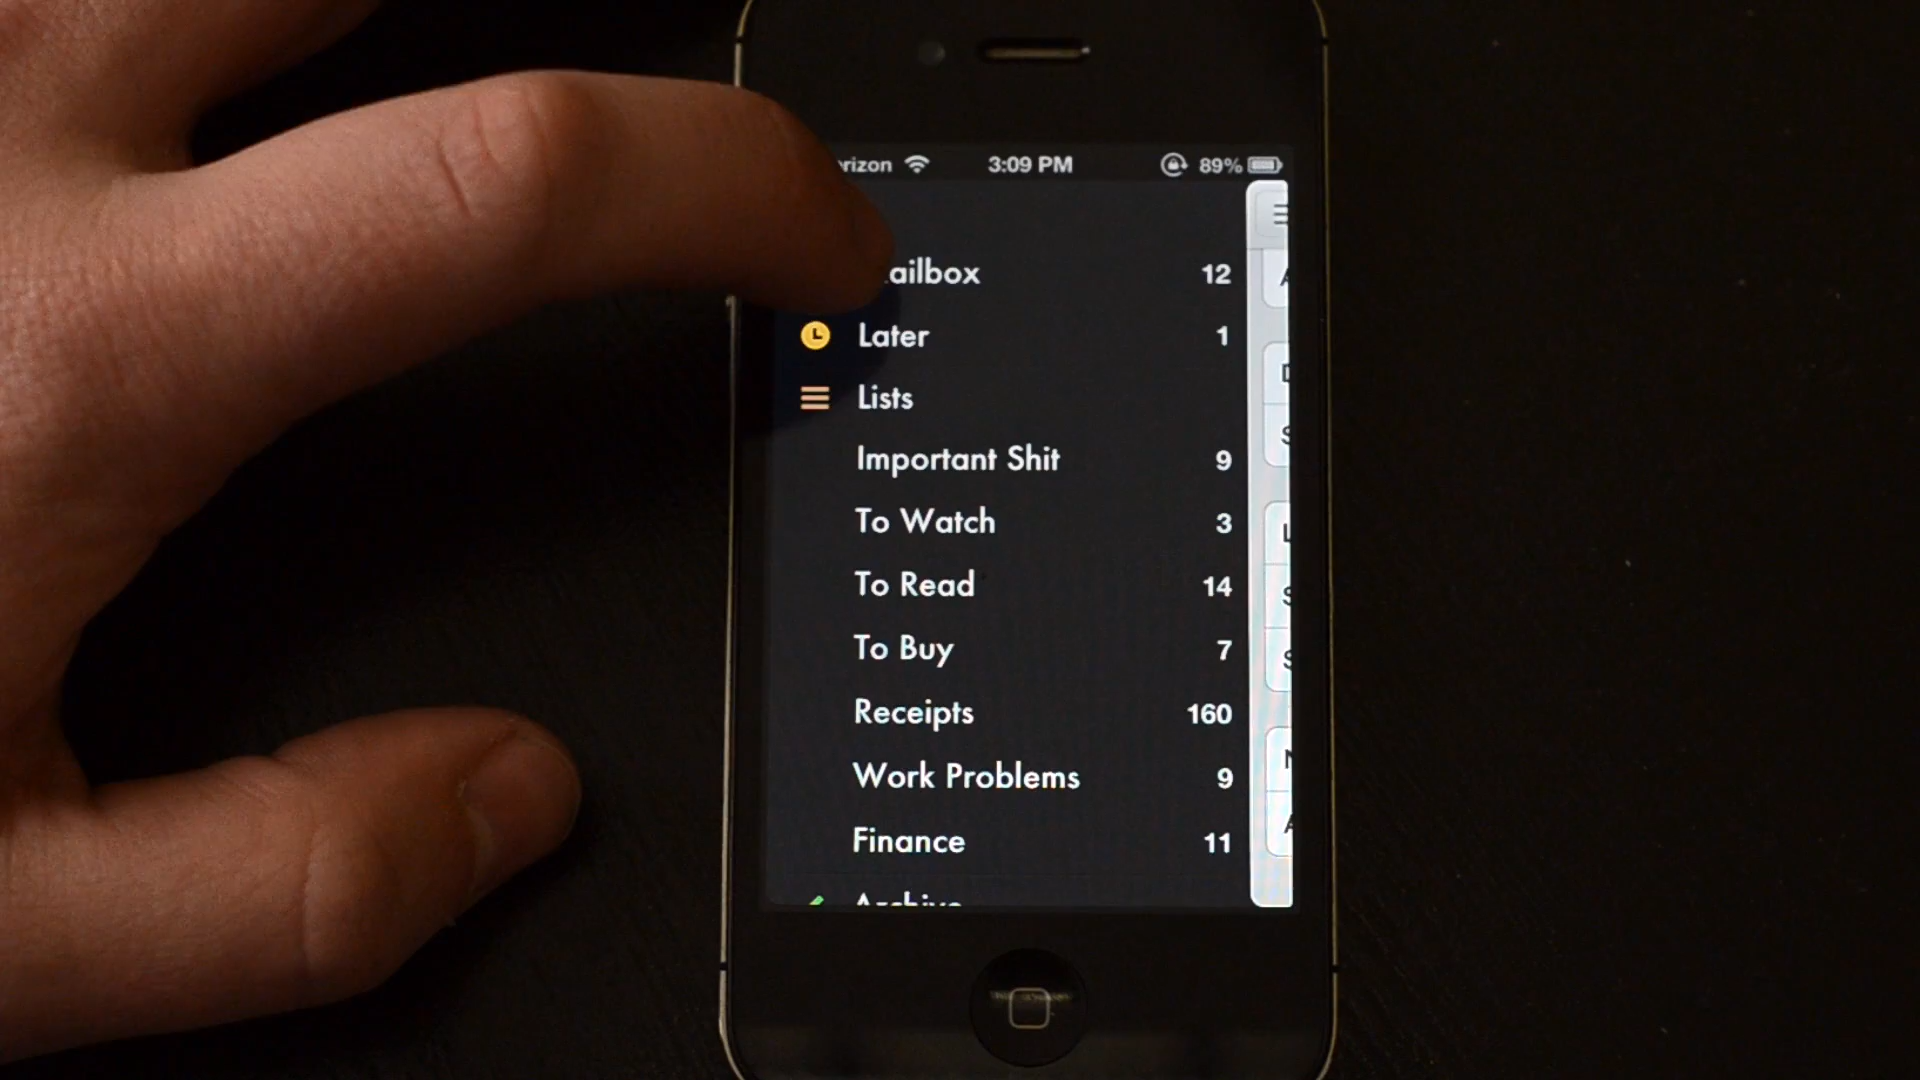 rizon 3:09 PM 89%
ailbox 12
Later 1
Lists
Important Shit 9
To Watch 3
To Read 14
To Buy 7
Receipts 160
Work Problems 9
Finance 11
Archive